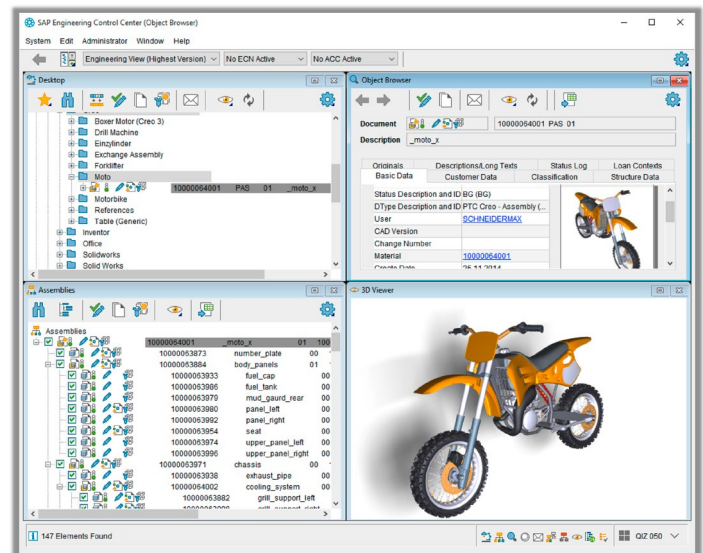 SAP Engineering Control Center (Object Browser)
System Edit Administrator Window Help
Engineering View (Highest Version) No ECN Active No ACC Active
Desktop
Boxer Motor (Creo 3)
Drill Machine
Einzylinder
Exchange Assembly
Forklifter
Moto
10000064001 PAS 01 _moto_x
Motorbike
References
Table (Generic)
Inventor
Office
Solidworks
Solid Works
Object Browser
Document 10000064001 PAS 01
Description _moto_x
Originals Descriptions/Long Texts Status Log Loan Contexts
Basic Data Customer Data Classification Structure Data
Status Description and ID BG (BG)
DType Description and ID PTC Creo - Assembly (...
User SCHNEIDERMAX
CAD Version
Change Number
Material 10000064001
Create Date 25.11.2014
Assemblies
Assemblies
10000064001 _moto_x 01 100
10000063873 number_plate 00
10000063884 body_panels 01
10000063933 fuel_cap 00
10000063986 fuel_tank 00
10000063979 mud_gaurd_rear 00
10000063980 panel_left 00
10000063992 panel_right 00
10000063954 seat 00
10000063974 upper_panel_left 00
10000063996 upper_panel_right 00
10000063971 chassis 00
10000063938 exhaust_pipe 00
10000064002 cooling_system 00
10000063882 grill_support_left
grill_support_right
3D Viewer
147 Elements Found
QIZ 050